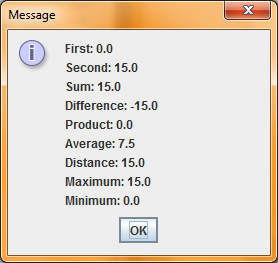 Message
First: 0.0
Second: 15.0
Sum: 15.0
Difference: -15.0
Product: 0.0
Average: 7.5
Distance: 15.0
Maximum: 15.0
Minimum: 0.0
OK